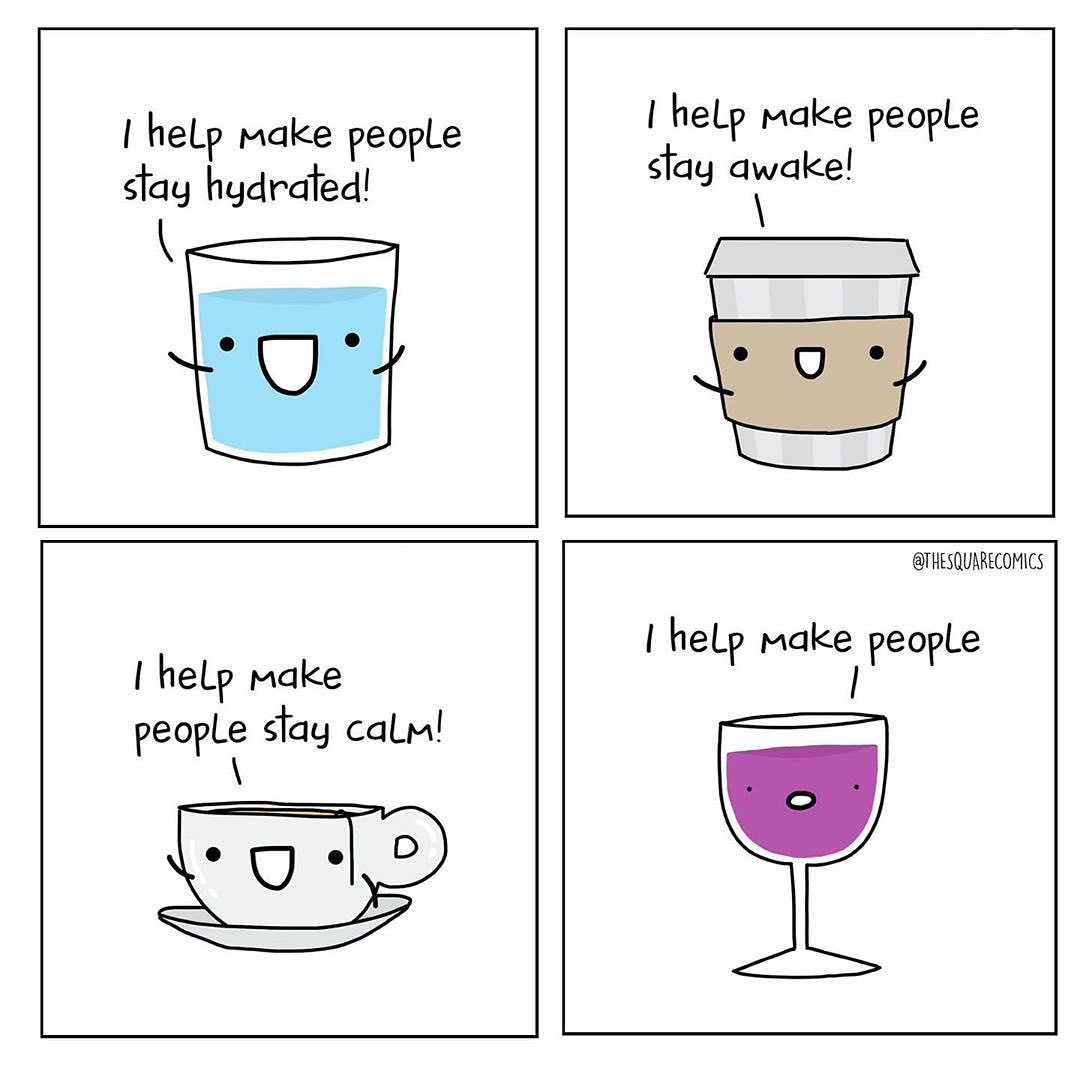 I help make people
stay hydrated!
I help make people
stay awake!
I help make
people stay calm!
@THESQUARECOMICS
I help make people